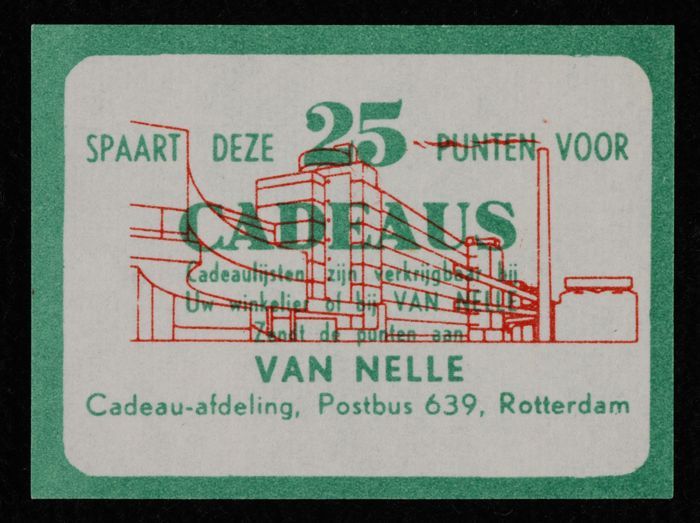 SPAART DEZE 25 PUNTEN VOOR
CADEAUS
Cadeaulijsten zijn verkrijgbaar bij
Uw winkelier of bij VAN NELLE
Zendt de punten aan
VAN NELLE
Cadeau-afdeling, Postbus 639, Rotterdam